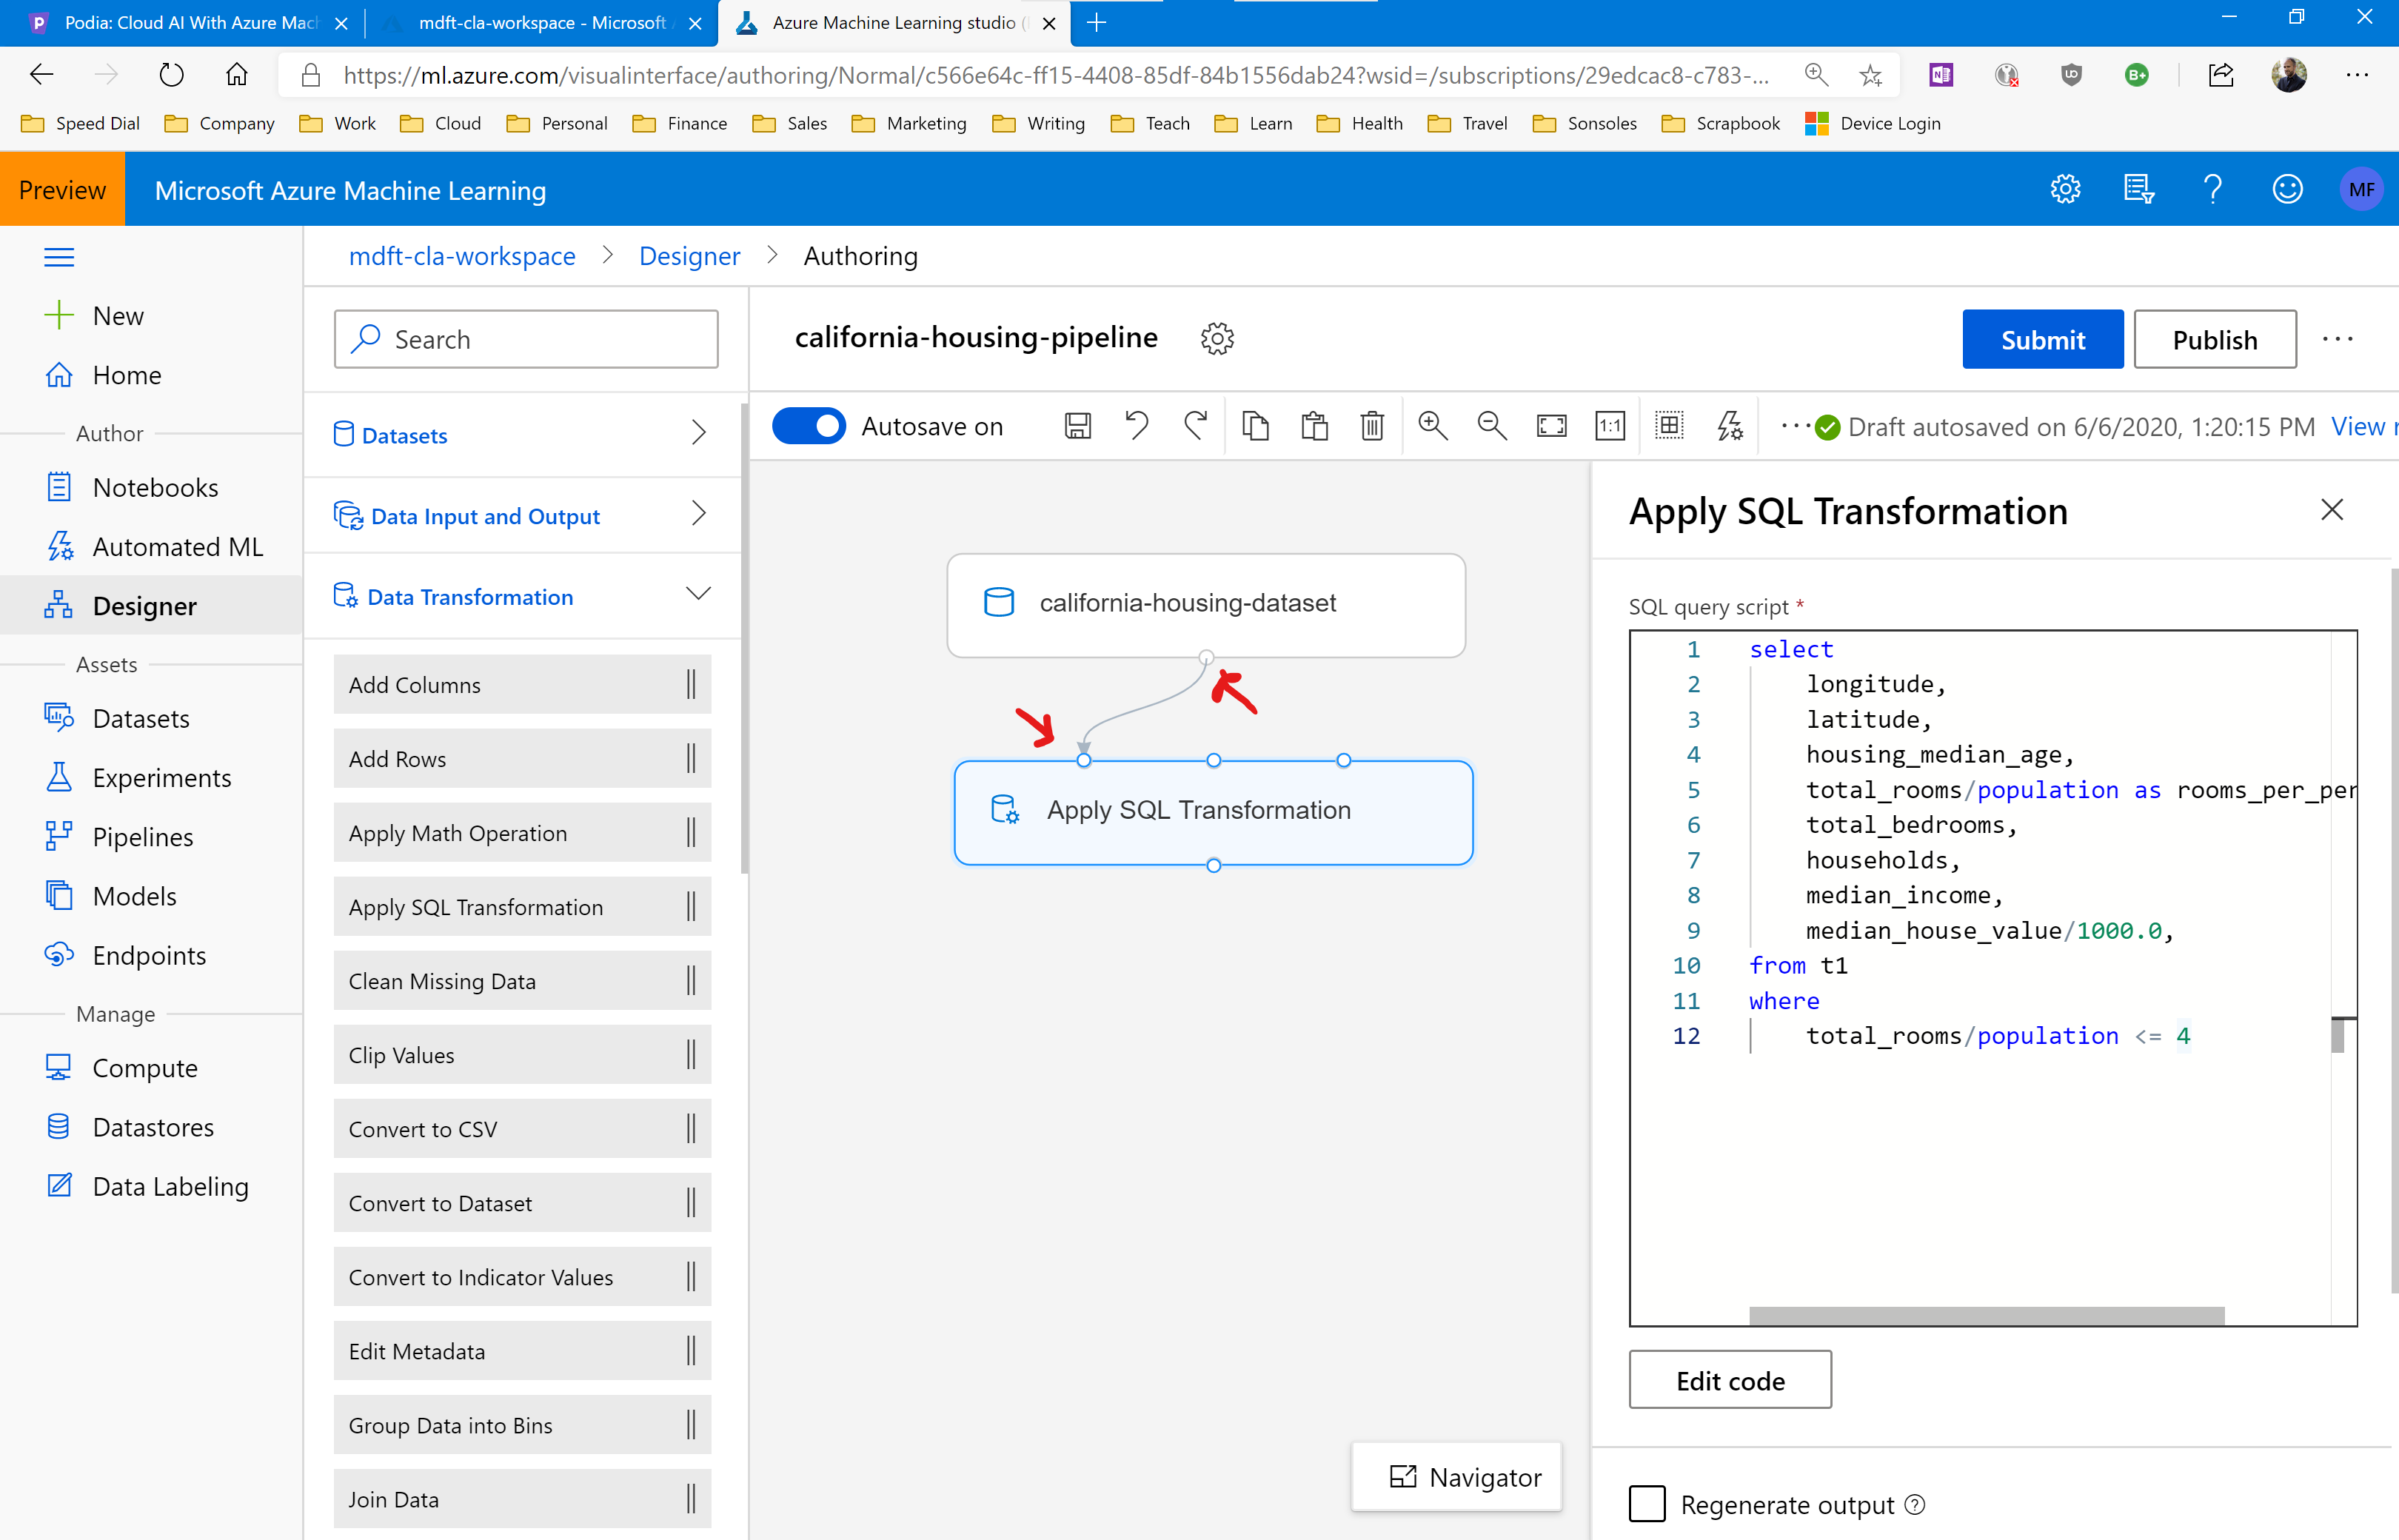 Podia: Cloud AI With Azure Mach
mdft-cla-workspace - Microsoft A
Azure Machine Learning studio (
https://ml.azure.com/visualinterface/authoring/Normal/c566e64c-ff15-4408-85df-84b1556dab24?wsid=/subscriptions/29edcac8-c783-...
Speed Dial Company Work Cloud Personal Finance Sales Marketing Writing Teach Learn Health Travel Sonsoles Scrapbook Device Login
Preview Microsoft Azure Machine Learning MF
mdft-cla-workspace > Designer > Authoring
New
Home
Author
Notebooks
Automated ML
Designer
Assets
Datasets
Experiments
Pipelines
Models
Endpoints
Manage
Compute
Datastores
Data Labeling
Search
Datasets
Data Input and Output
Data Transformation
Add Columns
Add Rows
Apply Math Operation
Apply SQL Transformation
Clean Missing Data
Clip Values
Convert to CSV
Convert to Dataset
Convert to Indicator Values
Edit Metadata
Group Data into Bins
Join Data
california-housing-pipeline
Submit Publish ...
Autosave on 1:1 ... Draft autosaved on 6/6/2020, 1:20:15 PM View r
california-housing-dataset
Apply SQL Transformation
Navigator
Apply SQL Transformation
SQL query script *
1 select
2 longitude,
3 latitude,
4 housing_median_age,
5 total_rooms/population as rooms_per_per
6 total_bedrooms,
7 households,
8 median_income,
9 median_house_value/1000.0,
10 from t1
11 where
12 total_rooms/population <= 4
Edit code
Regenerate output